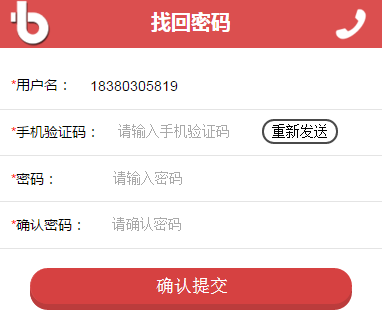 找回密码
*用户名： 18380305819
*手机验证码： 请输入手机验证码 重新发送
*密码： 请输入密码
*确认密码： 请确认密码
确认提交